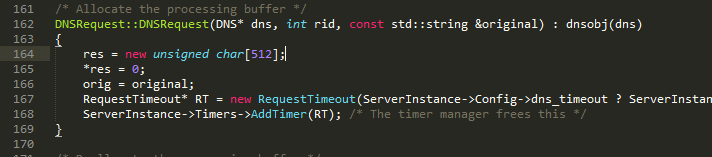 161 /* Allocate the processing buffer */
162 DNSRequest::DNSRequest(DNS* dns, int rid, const std::string &original) : dnsobj(dns)
163 {
164 res = new unsigned char[512];
165 *res = 0;
166 orig = original;
167 RequestTimeout* RT = new RequestTimeout(ServerInstance->Config->dns_timeout ? ServerInstan
168 ServerInstance->Timers->AddTimer(RT); /* The timer manager frees this */
169 }
170